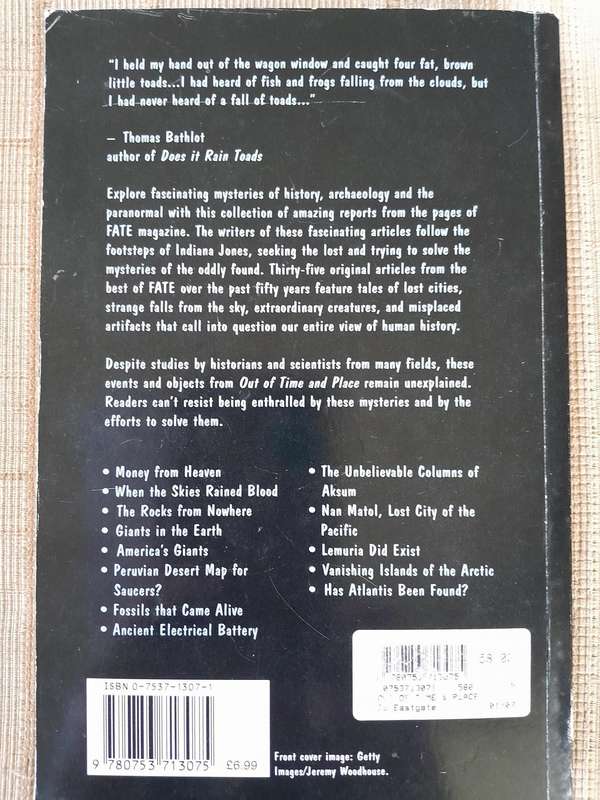 "I held my hand out of the wagon window and caught four fat, brown
little toads...I had heard of fish and frogs falling from the clouds, but
I had never heard of a fall of toads..."
– Thomas Bathlot
author of Does it Rain Toads
Explore fascinating mysteries of history, archaeology and the
paranormal with this collection of amazing reports from the pages of
FATE magazine. The writers of these fascinating articles follow the
footsteps of Indiana Jones, seeking the lost and trying to solve the
mysteries of the oddly found. Thirty-five original articles from the
best of FATE over the past fifty years feature tales of lost cities,
strange falls from the sky, extraordinary creatures, and misplaced
artifacts that call into question our entire view of human history.
Despite studies by historians and scientists from many fields, these
events and objects from Out of Time and Place remain unexplained.
Readers can't resist being enthralled by these mysteries and by the
efforts to solve them.
• Money from Heaven
• When the Skies Rained Blood
• The Rocks from Nowhere
• Giants in the Earth
• America's Giants
• Peruvian Desert Map for
Saucers?
• Fossils that Came Alive
• Ancient Electrical Battery
• The Unbelievable Columns of
Aksum
• Nan Matol, Lost City of the
Pacific
• Lemuria Did Exist
• Vanishing Islands of the Arctic
• Has Atlantis Been Found?
580
TIME & PLACE
Eastgate
ISBN 0-7537-1307-1
9 780753 713075
£6.99
Front cover image: Getty
Images/Jeremy Woodhouse.